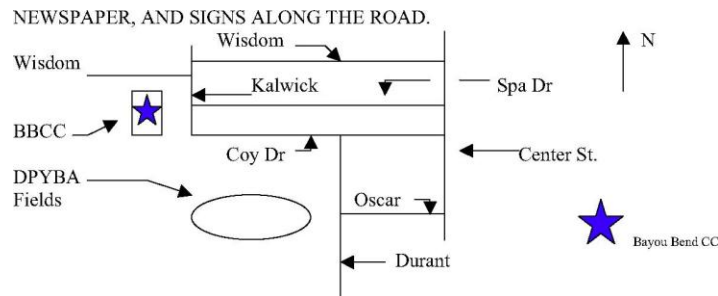 NEWSPAPER, AND SIGNS ALONG THE ROAD.
Wisdom
N
Wisdom
Kalwick
Spa Dr
BBCC
Coy Dr
Center St.
DPYBA
Fields
Oscar
Bayou Bend CC
Durant